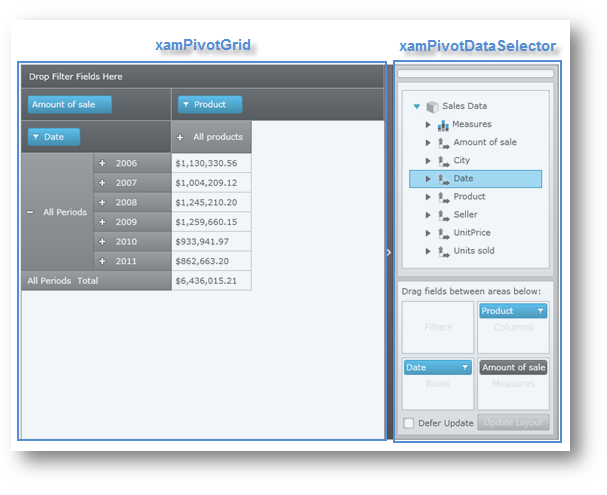 xamPivotGrid
xamPivotDataSelector
Drop Filter Fields Here
Amount of sale
Product
Date
All products
All Periods
2006 $1,130,330.56
2007 $1,004,209.12
2008 $1,245,210.20
2009 $1,259,660.15
2010 $933,941.97
2011 $862,663.20
All Periods Total $6,436,015.21
Sales Data
Measures
Amount of sale
City
Date
Product
Seller
UnitPrice
Units sold
Drag fields between areas below:
Filters
Product
Columns
Date
Rows
Amount of sale
Measures
Defer Update
Update Layout